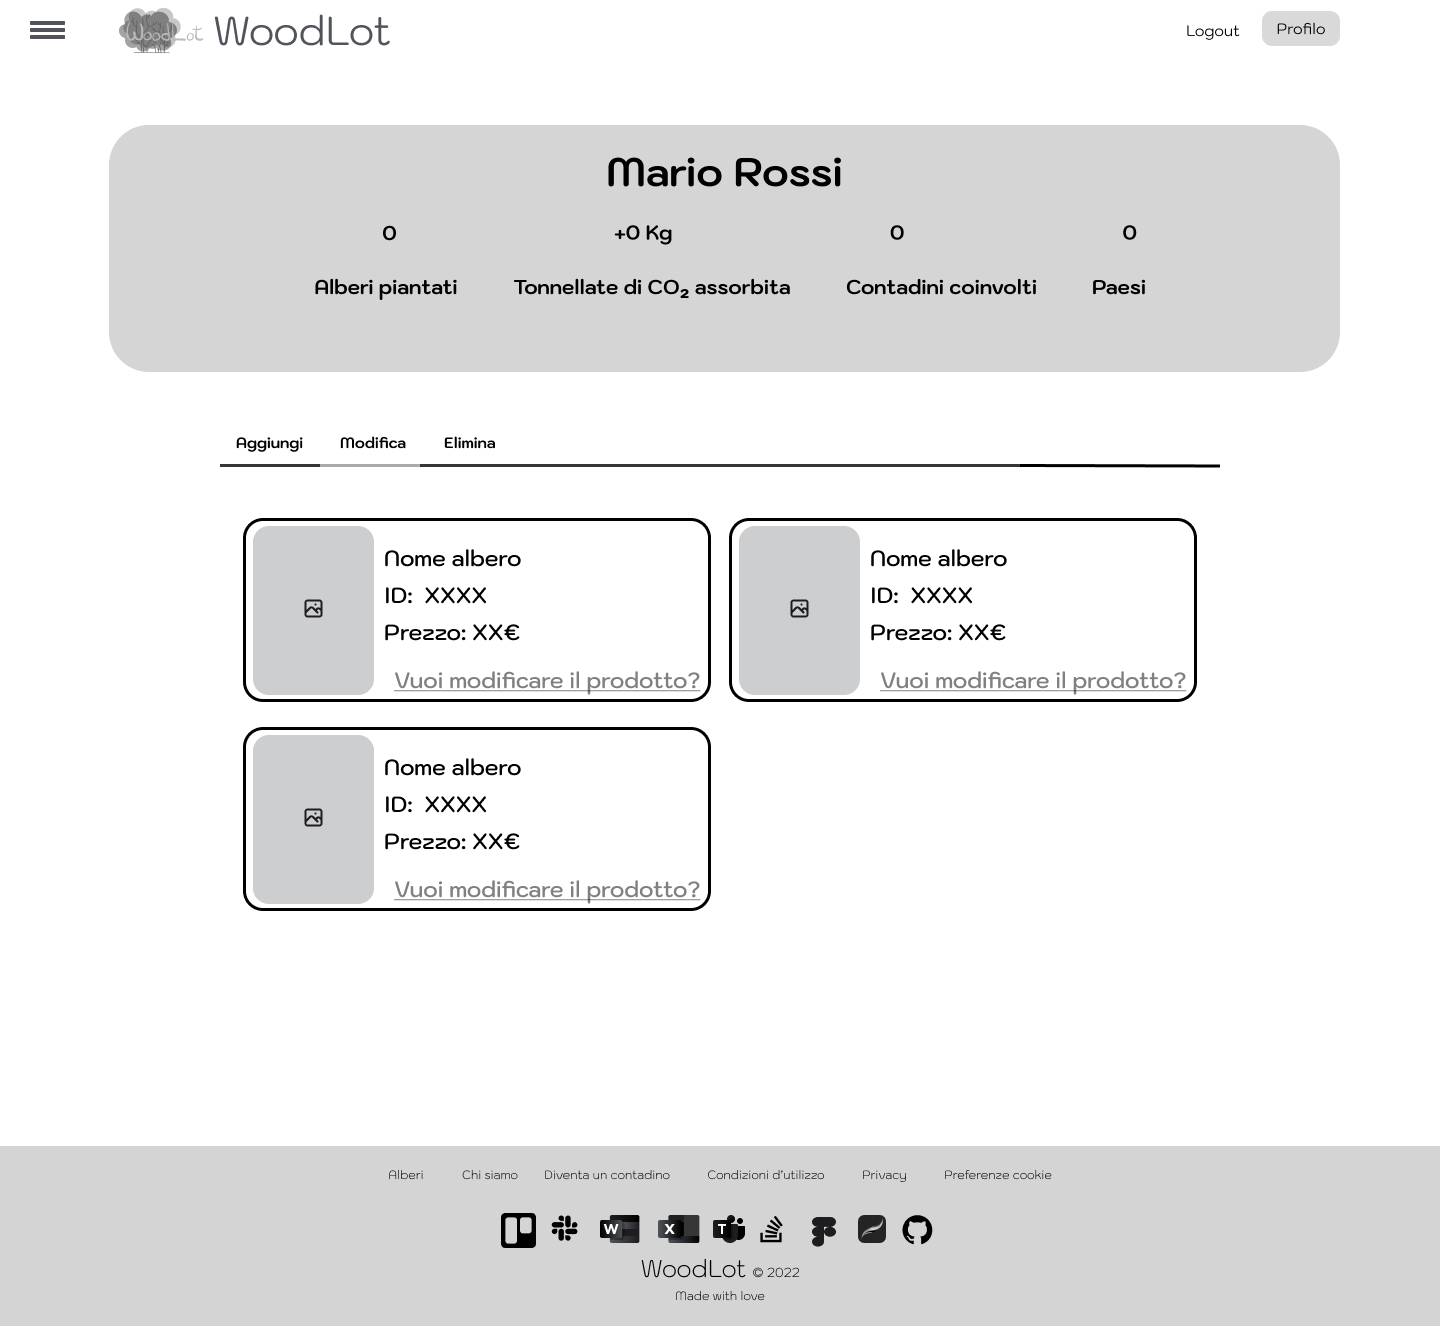 WoodLot WoodLot
Logout Profilo
Mario Rossi
0 +0 Kg 0 0
Alberi piantati Tonnellate di CO₂ assorbita Contadini coinvolti Paesi
Aggiungi Modifica Elimina
Nome albero
ID: XXXX
Prezzo: XX€
Vuoi modificare il prodotto?
Nome albero
ID: XXXX
Prezzo: XX€
Vuoi modificare il prodotto?
Nome albero
ID: XXXX
Prezzo: XX€
Vuoi modificare il prodotto?
Alberi Chi siamo Diventa un contadino Condizioni d'utilizzo Privacy Preferenze cookie
W X T
WoodLot © 2022
Made with love